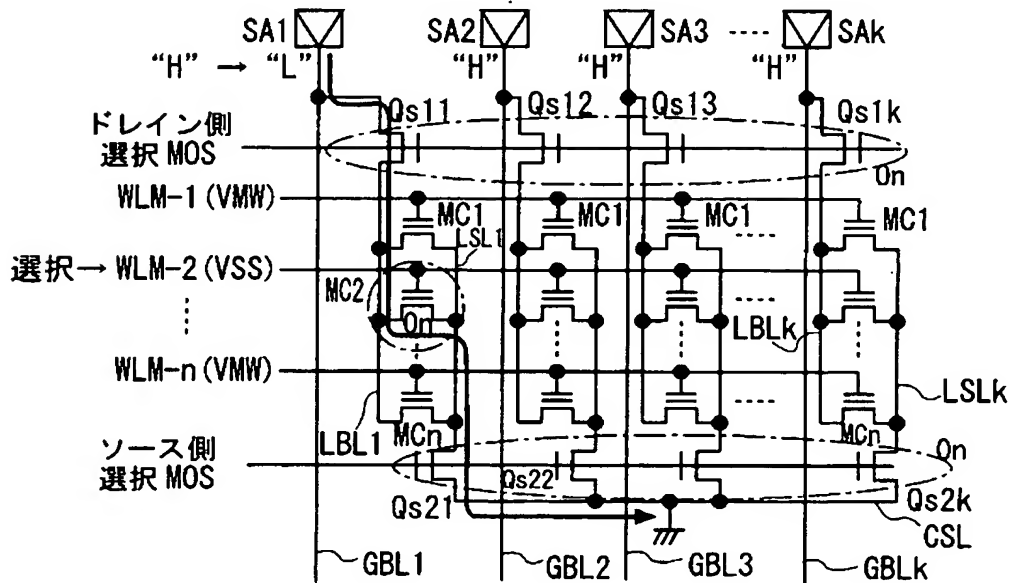 SA1 SA2 SA3 SAk
“H” → “L” “H” “H” “H”
Qs11 Qs12 Qs13 Qs1k
ドレイン側
選択 MOS
On
WLM-1(VMW)
MC1 MC1 MC1 MC1
LSL1
選択→ WLM-2(VSS)
MC2
On
LBLk
WLM-n(VMW)
LSLk
LBL1
MCn MCn
ソース側
選択 MOS
On
Qs22
Qs21 Qs2k
CSL
GBL1 GBL2 GBL3 GBLk